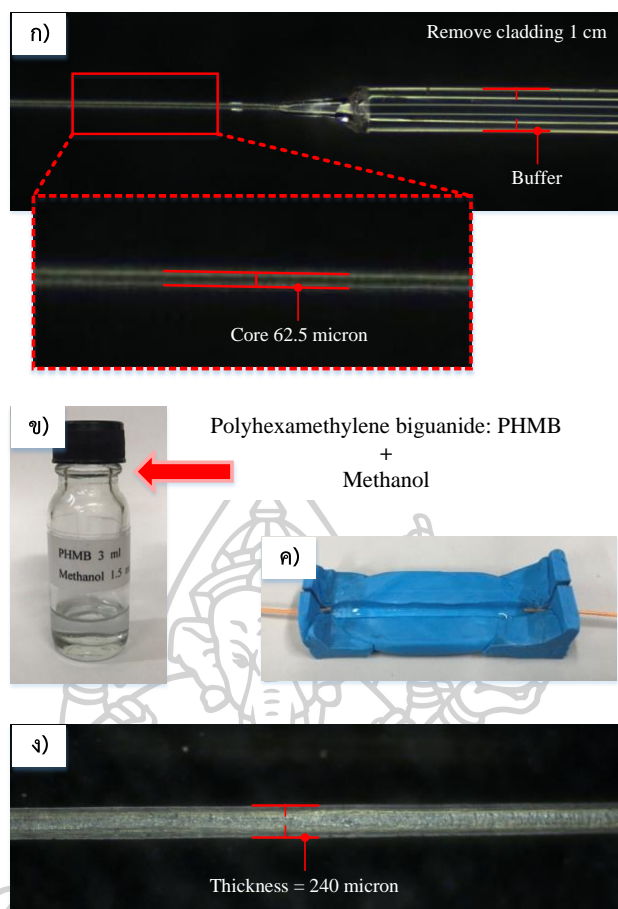 ก)
Remove cladding 1 cm
Buffer
Core 62.5 micron
ข)
Polyhexamethylene biguanide: PHMB
+
Methanol
PHMB 3 ml
Methanol 1.5
ค)
ง)
Thickness = 240 micron